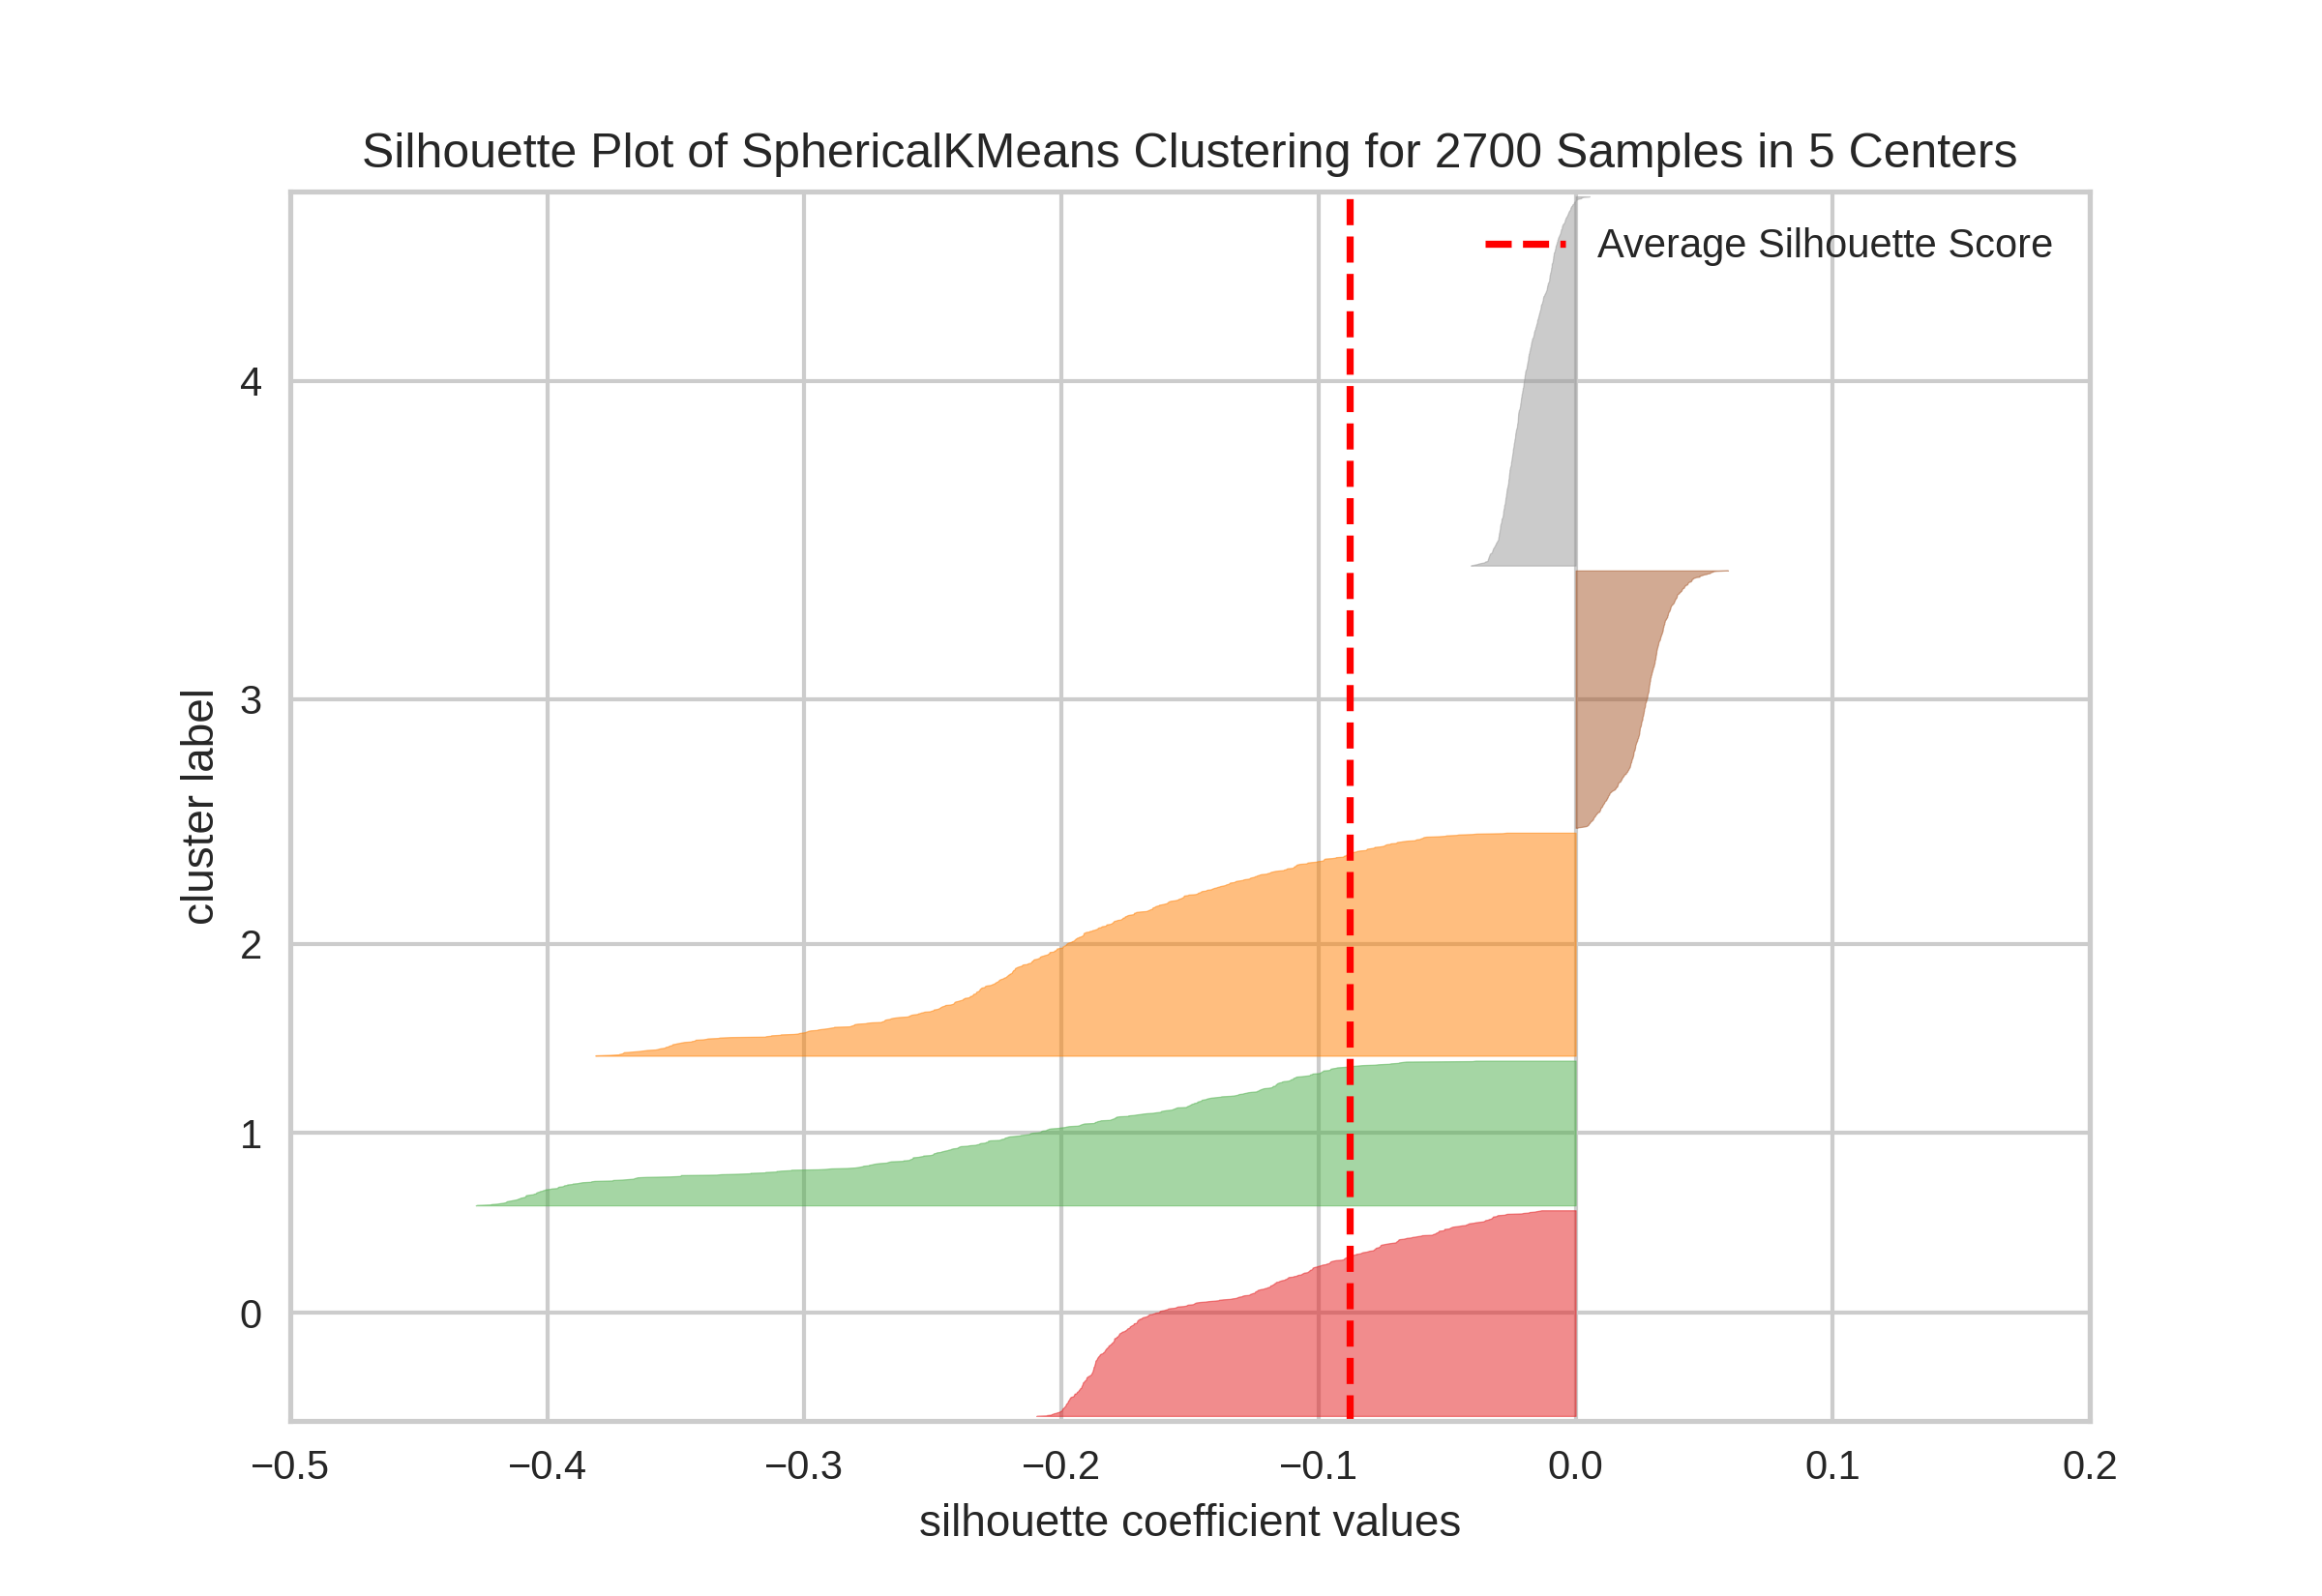 Silhouette Plot of SphericalKMeans Clustering for 2700 Samples in 5 Centers
Average Silhouette Score
4
3
2
1
0
cluster label
−0.5 −0.4 −0.3 −0.2 −0.1 0.0 0.1 0.2
silhouette coefficient values